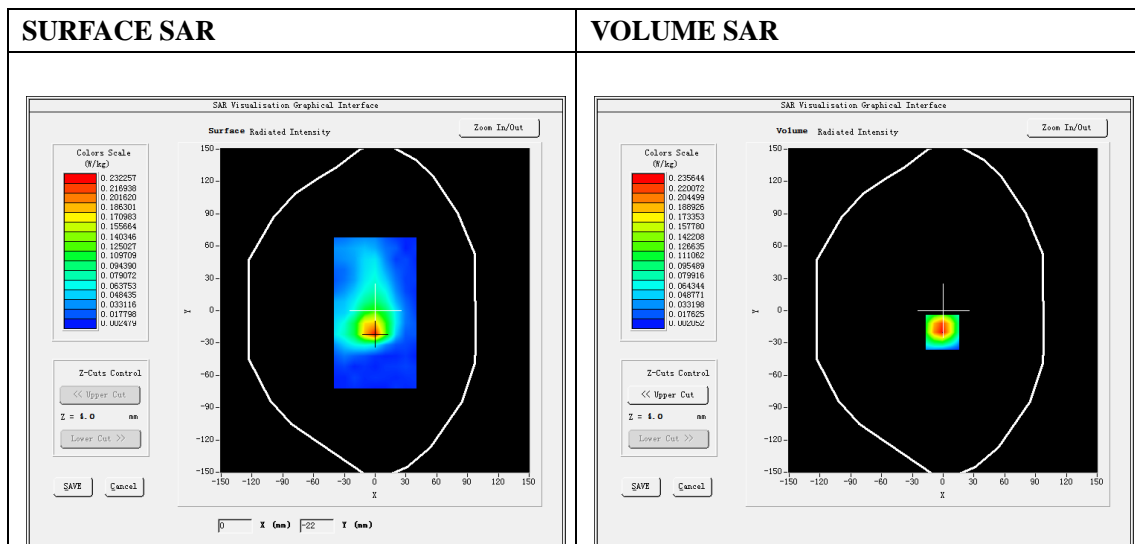 SURFACE SAR
VOLUME SAR
SAR Visualisation Graphical Interface
Surface Radiated Intensity
Zoom In/Out
Colors Scale
(W/kg)
0.232257
0.216938
0.201620
0.186301
0.170983
0.155664
0.140346
0.125027
0.109709
0.094390
0.079072
0.063753
0.048435
0.033116
0.017798
0.002479
Z-Cuts Control
<< Upper Cut
Z = 4.0 mm
Lower Cut >>
SAVE Cancel
150
120
90
60
30
0
-30
-60
-90
-120
-150
Y
-150 -120 -90 -60 -30 0 30 60 90 120 150
X
0 X (mm) -22 Y (mm)
SAR Visualisation Graphical Interface
Volume Radiated Intensity
Zoom In/Out
Colors Scale
(W/kg)
0.235644
0.220072
0.204499
0.188926
0.173353
0.157780
0.142208
0.126635
0.111062
0.095489
0.079916
0.064344
0.048771
0.033198
0.017625
0.002052
Z-Cuts Control
<< Upper Cut
Z = 4.0 mm
Lower Cut >>
SAVE Cancel
150
120
90
60
30
0
-30
-60
-90
-120
-150
Y
-150 -120 -90 -60 -30 0 30 60 90 120 150
X